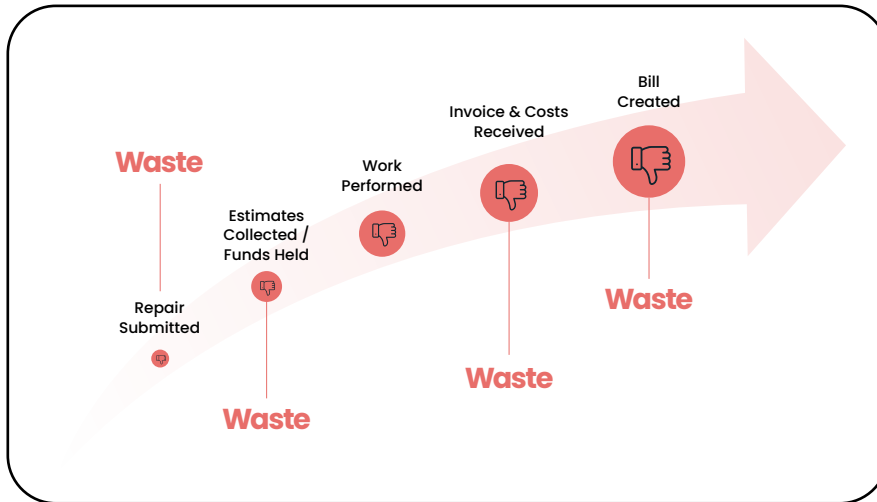 Bill
Created
Invoice & Costs
Received
Waste
Work
Performed
Estimates
Collected /
Funds Held
Repair
Submitted
Waste
Waste
Waste